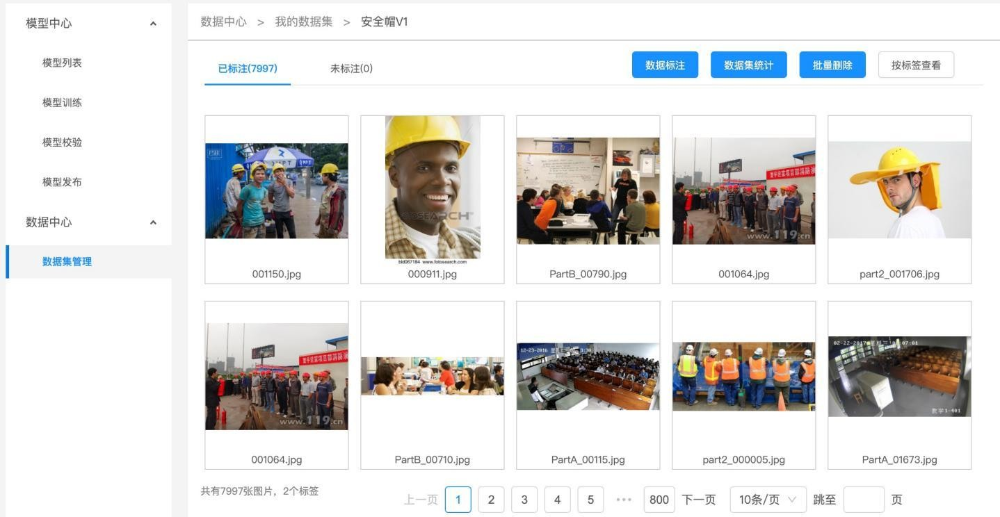 模型中心
模型列表
模型训练
模型校验
模型发布
数据中心
数据集管理
数据中心 > 我的数据集 > 安全帽V1
已标注(7997) 未标注(0) 数据标注 数据集统计 批量删除 按标签查看
MPT
FOTOSEARCH
www.119.cn
bld067184 www.fotosearch.com
001150.jpg 000911.jpg PartB_00790.jpg 001064.jpg part2_001706.jpg
12-23-2016
02-22-2017
www.119.cn
教学1-401
001064.jpg PartB_00710.jpg PartA_00115.jpg part2_000005.jpg PartA_01673.jpg
共有7997张图片，2个标签
上一页 1 2 3 4 5 ••• 800 下一页 10条/页 跳至 页